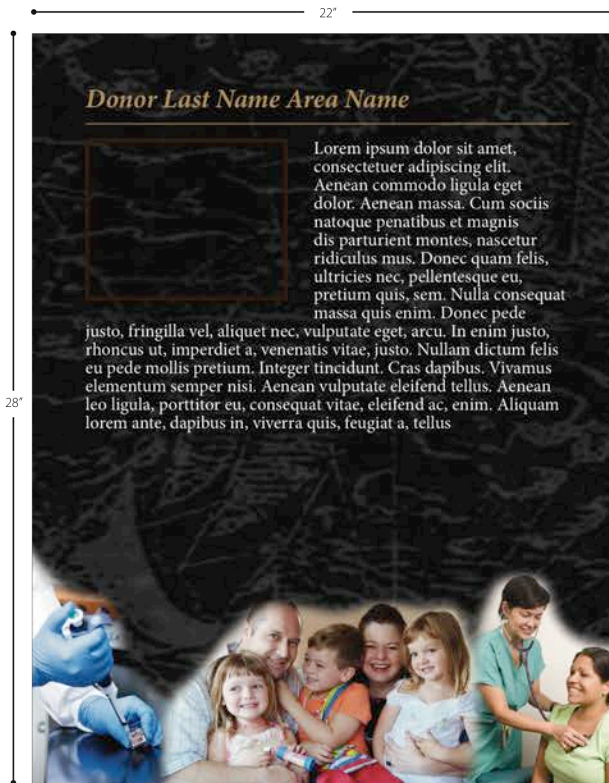 22"
Donor Last Name Area Name
Lorem ipsum dolor sit amet,
consectetuer adipiscing elit.
Aenean commodo ligula eget
dolor. Aenean massa. Cum sociis
natoque penatibus et magnis
dis parturient montes, nascetur
ridiculus mus. Donec quam felis,
ultricies nec, pellentesque eu,
pretium quis, sem. Nulla consequat
massa quis enim. Donec pede
justo, fringilla vel, aliquet nec, vulputate eget, arcu. In enim justo,
rhoncus ut, imperdiet a, venenatis vitae, justo. Nullam dictum felis
eu pede mollis pretium. Integer tincidunt. Cras dapibus. Vivamus
elementum semper nisi. Aenean vulputate eleifend tellus. Aenean
leo ligula, porttitor eu, consequat vitae, eleifend ac, enim. Aliquam
lorem ante, dapibus in, viverra quis, feugiat a, tellus
28"